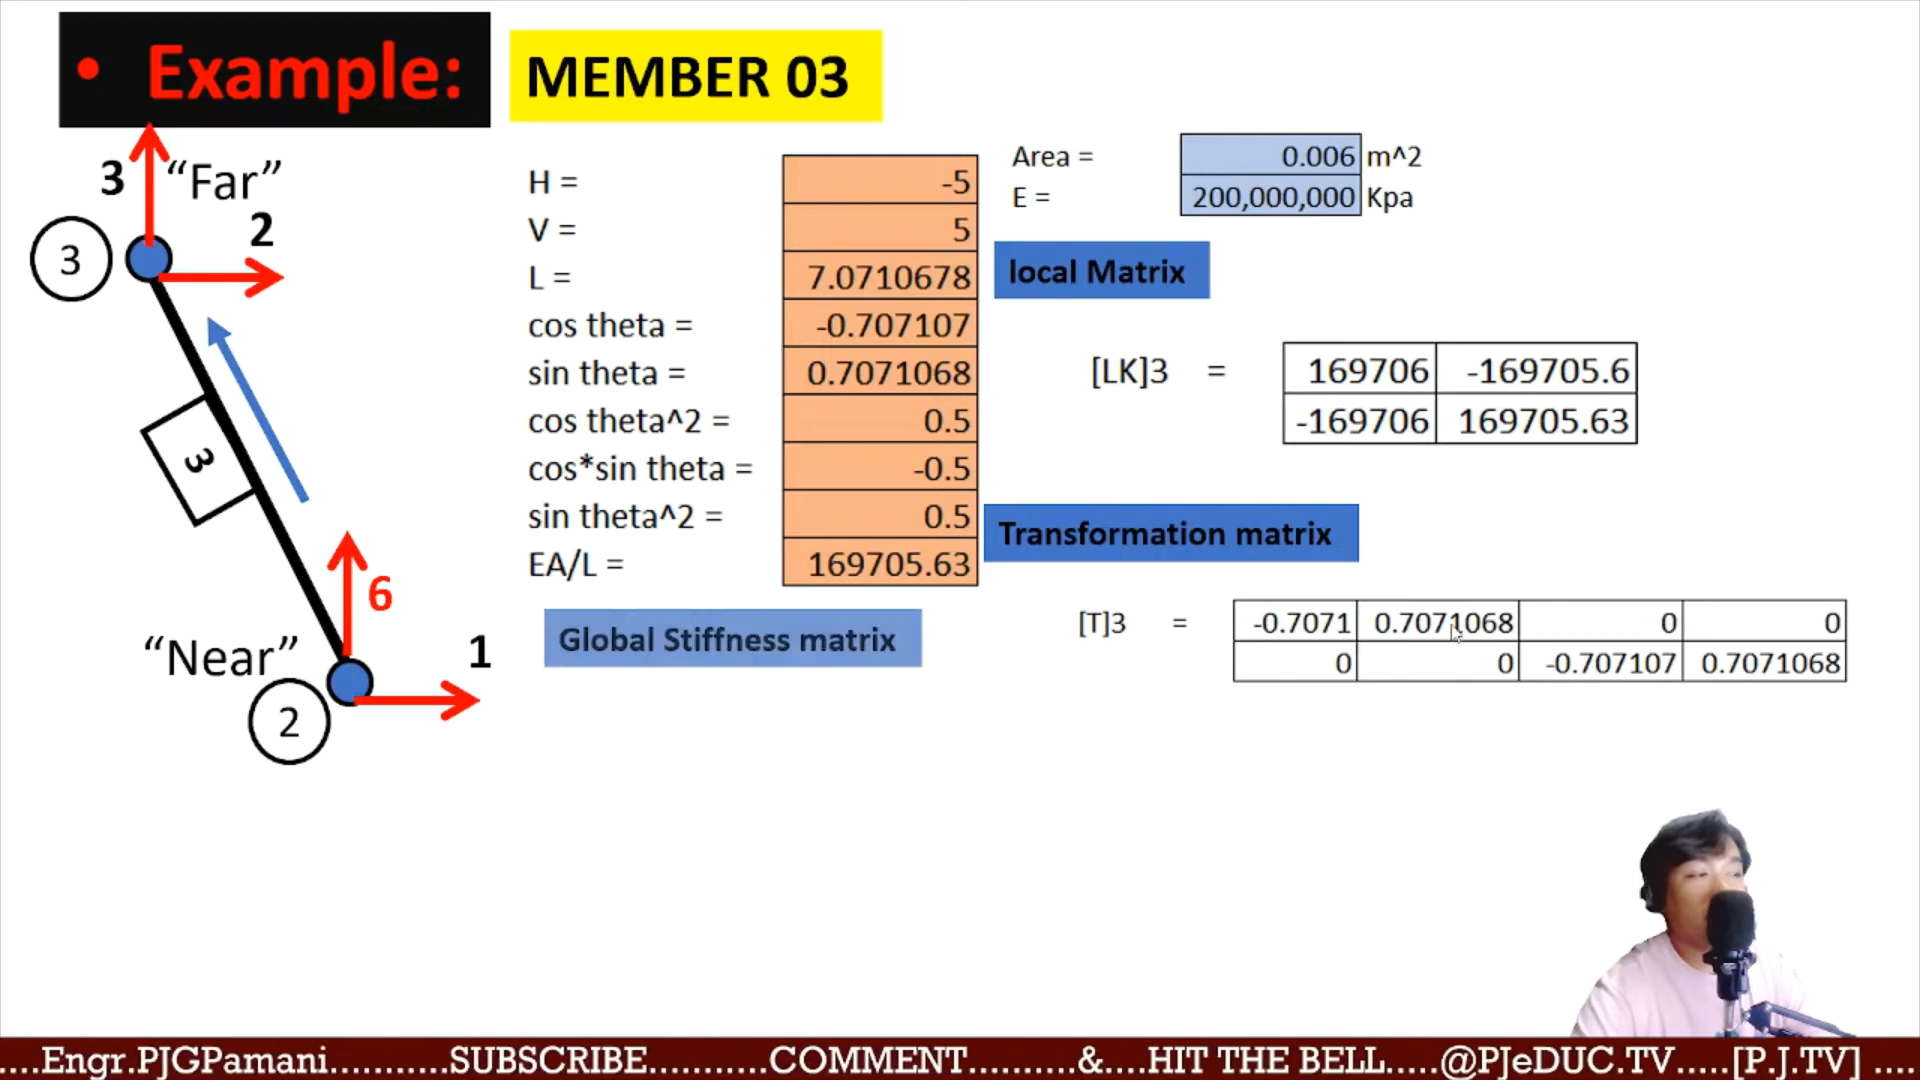 • Example:
MEMBER 03
3
“Far”
2
3
3
6
“Near”
1
2
H = -5
V = 5
L = 7.0710678
cos theta = -0.707107
sin theta = 0.7071068
cos theta^2 = 0.5
cos*sin theta = -0.5
sin theta^2 = 0.5
EA/L = 169705.63
Global Stiffness matrix
Area = 0.006 m^2
E = 200,000,000 Kpa
local Matrix
[LK]3 = 169706 -169705.6
-169706 169705.63
Transformation matrix
[T]3 = -0.7071 0.7071068 0 0
0 0 -0.707107 0.7071068
....Engr.PJGPamani...........SUBSCRIBE..........COMMENT.........&....HIT THE BELL.....@PJeDUC.TV.....[P.J.TV] ....